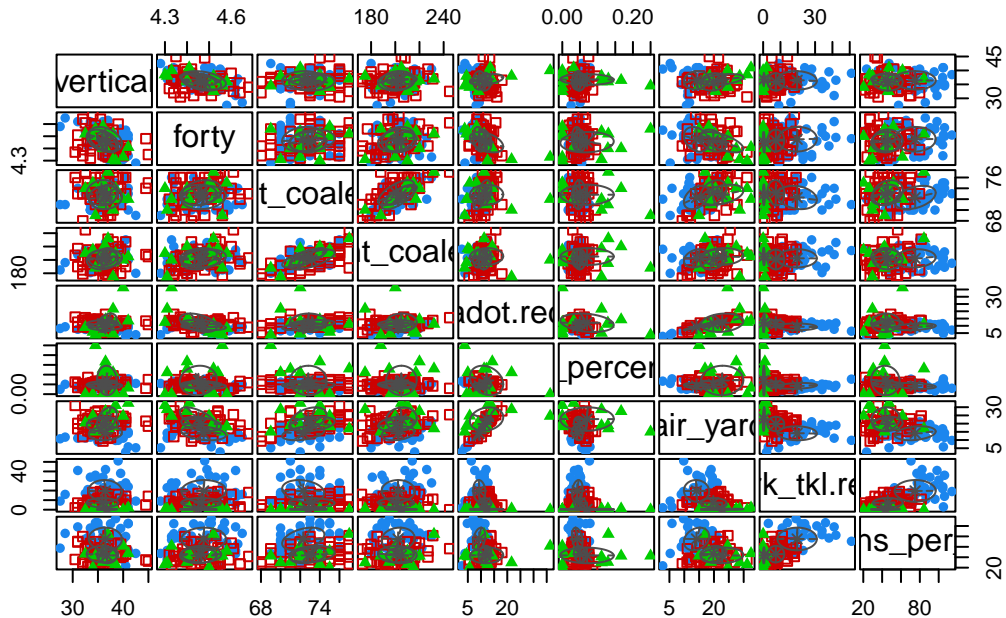 4.3 4.6 180 240 0.00 0.20 0 30
vertical 30 45
4.3 forty
t_coale 68 76
180 t_coale
adot.rec 5 30
0.00 _percen
air_yard 5 30
0 40 rk_tkl.re
ns_per_ 20
30 40 68 74 5 20 5 20 20 80